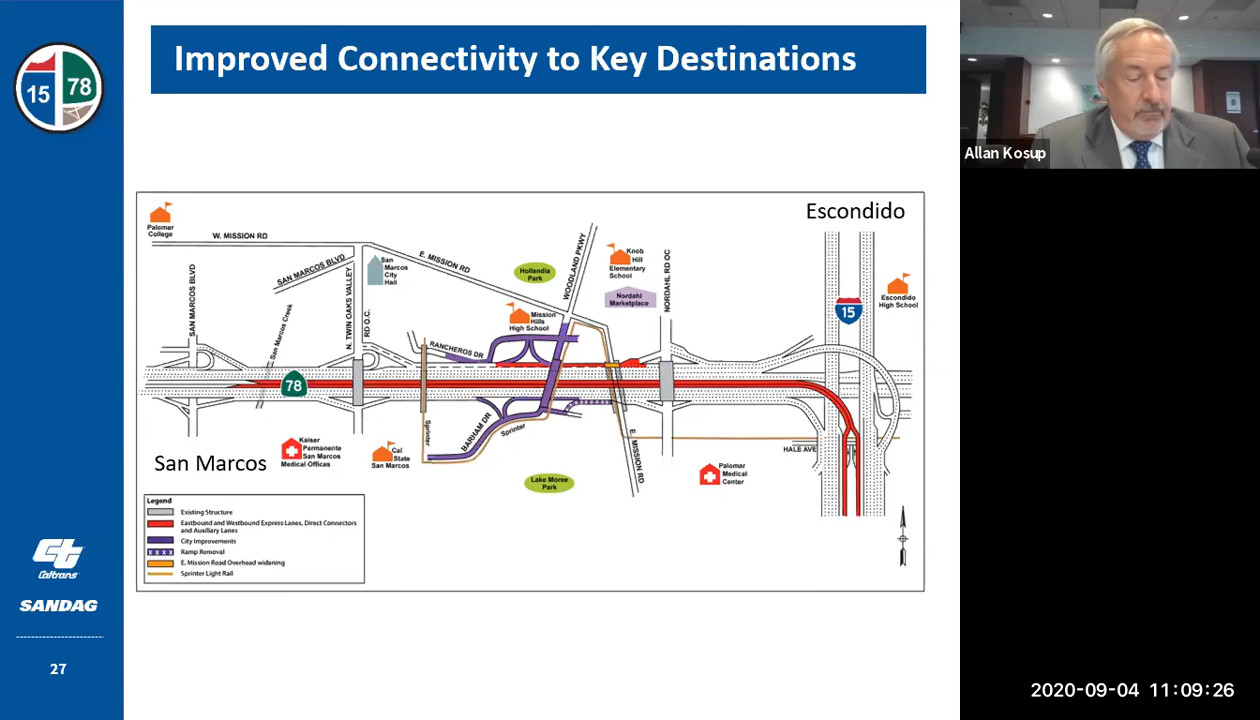 Improved Connectivity to Key Destinations
15
78
Allan Kosup
Escondido
Palomar
College
W. MISSION RD
SAN MARCOS BLVD
SAN MARCOS BLVD
San Marcos Creek
N. TWIN OAKS VALLEY
RD O.C.
San
Marcos
City
Hall
E. MISSION RD
Hollandia
Park
WOODLAND PKWY
Knob
Hill
Elementary
School
Nordahl
Marketplace
NORDAHL RD OC
15
Escondido
High School
Mission
Hills
High School
RANCHEROS DR
78
San Marcos
Kaiser
Permanente
San Marcos
Medical Offices
Cal
State
San Marcos
Sprinter
BARHAM DR
Sprinter
E. MISSION RD
Lake Moree
Park
Palomar
Medical
Center
HALE AVE
Legend
Existing Structure
Eastbound and Westbound Express Lanes, Direct Connectors
and Auxiliary Lanes
City Improvements
Ramp Removal
E. Mission Road Overhead widening
Sprinter Light Rail
Caltrans
SANDAG
27
2020-09-04 11:09:26